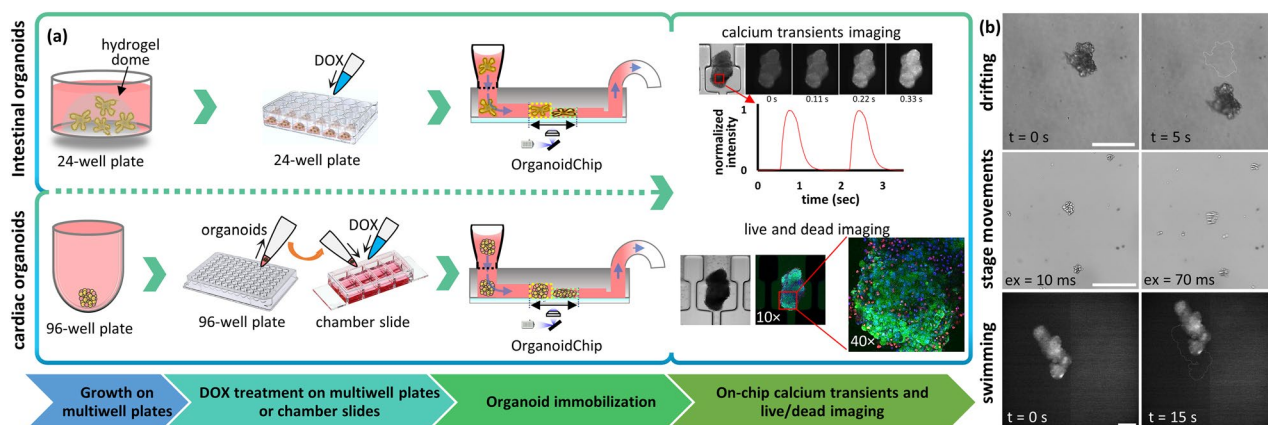 (a)
Intestinal organoids
hydrogel
dome
24-well plate
DOX
24-well plate
OrganoidChip
calcium transients imaging
0 s
0.11 s
0.22 s
0.33 s
normalized
intensity
1
0
0
1
2
3
time (sec)
cardiac organoids
96-well plate
organoids
DOX
96-well plate
chamber slide
OrganoidChip
live and dead imaging
10×
40×
Growth on
multiwell plates
DOX treatment on multiwell plates
or chamber slides
Organoid immobilization
On-chip calcium transients and
live/dead imaging
(b)
drifting
t = 0 s
t = 5 s
stage movements
ex = 10 ms
ex = 70 ms
swimming
t = 0 s
t = 15 s